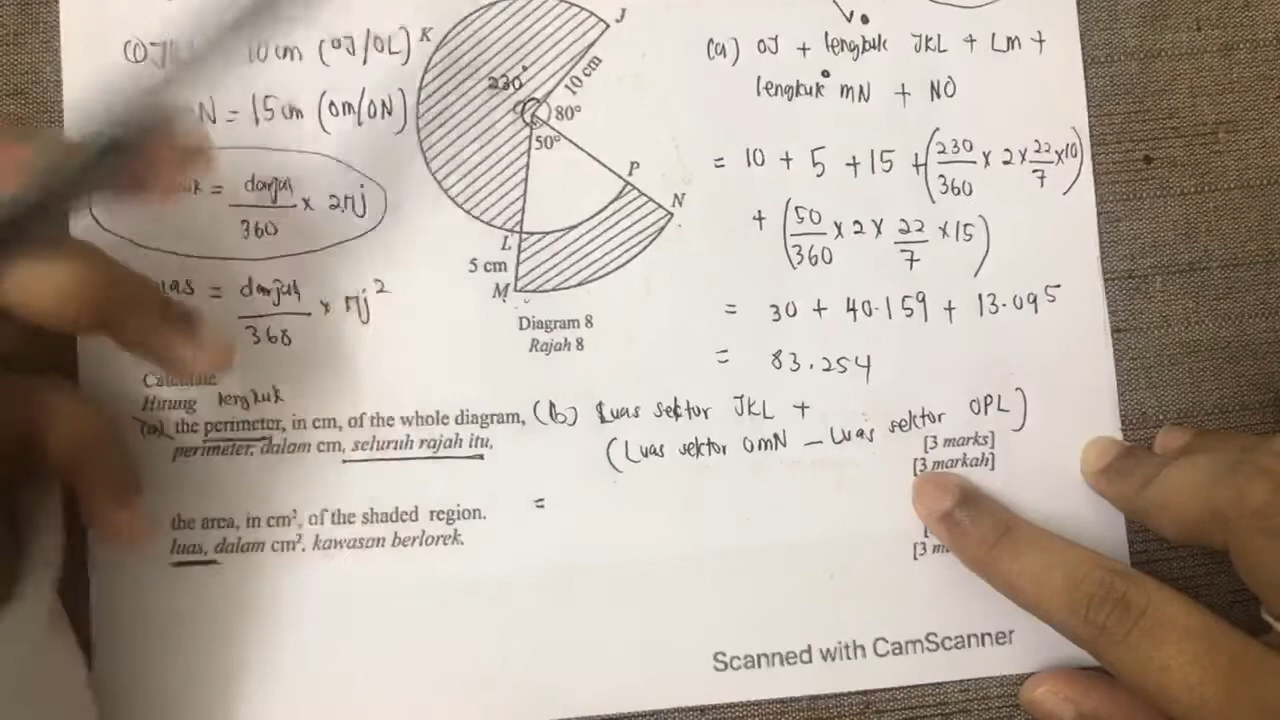 10 cm (OJ/OL)
N = 15 cm (Om/ON)
= darjah/360 × 2πj
= darjah/360 × πj²
K
J
230°
10 cm
80°
50°
P
N
L
5 cm
M
Diagram 8
Rajah 8
(a) OJ + lengkuk JKL + Lm +
lengkuk mN + NO
= 10 + 5 + 15 + (230/360 × 2 × 22/7 × 10)
+ (50/360 × 2 × 22/7 × 15)
= 30 + 40.159 + 13.095
= 83.254
Calculate
Hitung lengkuk
(a) the perimeter, in cm, of the whole diagram,
perimeter, dalam cm, seluruh rajah itu,
(b) Luas sektor JKL +
(Luas sektor OmN – Luas sektor OPL)
[3 marks]
[3 markah]
=
the area, in cm², of the shaded region.
luas, dalam cm², kawasan berlorek.
[3
Scanned with CamScanner